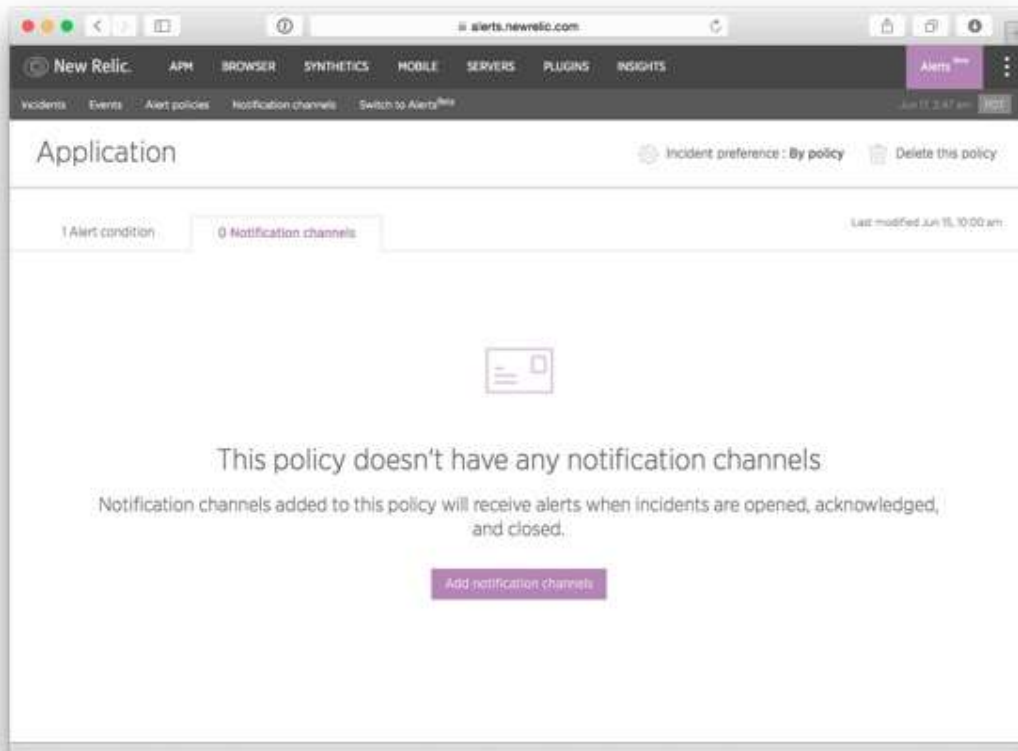 alerts.newrelic.com
New Relic. APM BROWSER SYNTHETICS MOBILE SERVERS PLUGINS INSIGHTS Alerts
Incidents Events Alert policies Notification channels Switch to Alerts Beta
Application
Incident preference : By policy Delete this policy
1 Alert condition 0 Notification channels Last modified Jun 15, 10:00 am
This policy doesn't have any notification channels
Notification channels added to this policy will receive alerts when incidents are opened, acknowledged,
and closed.
Add notification channels